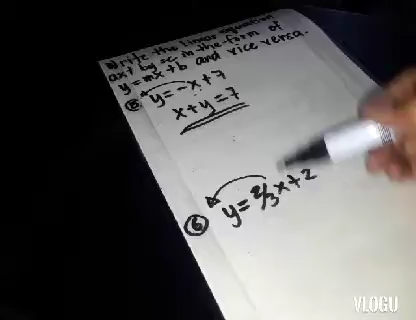 Write the linear equation
ax+by=c in the form of
y=mx+b and vice-versa.
y=-x+7
x+y=7
6 y=2/3x+2
VLOGU